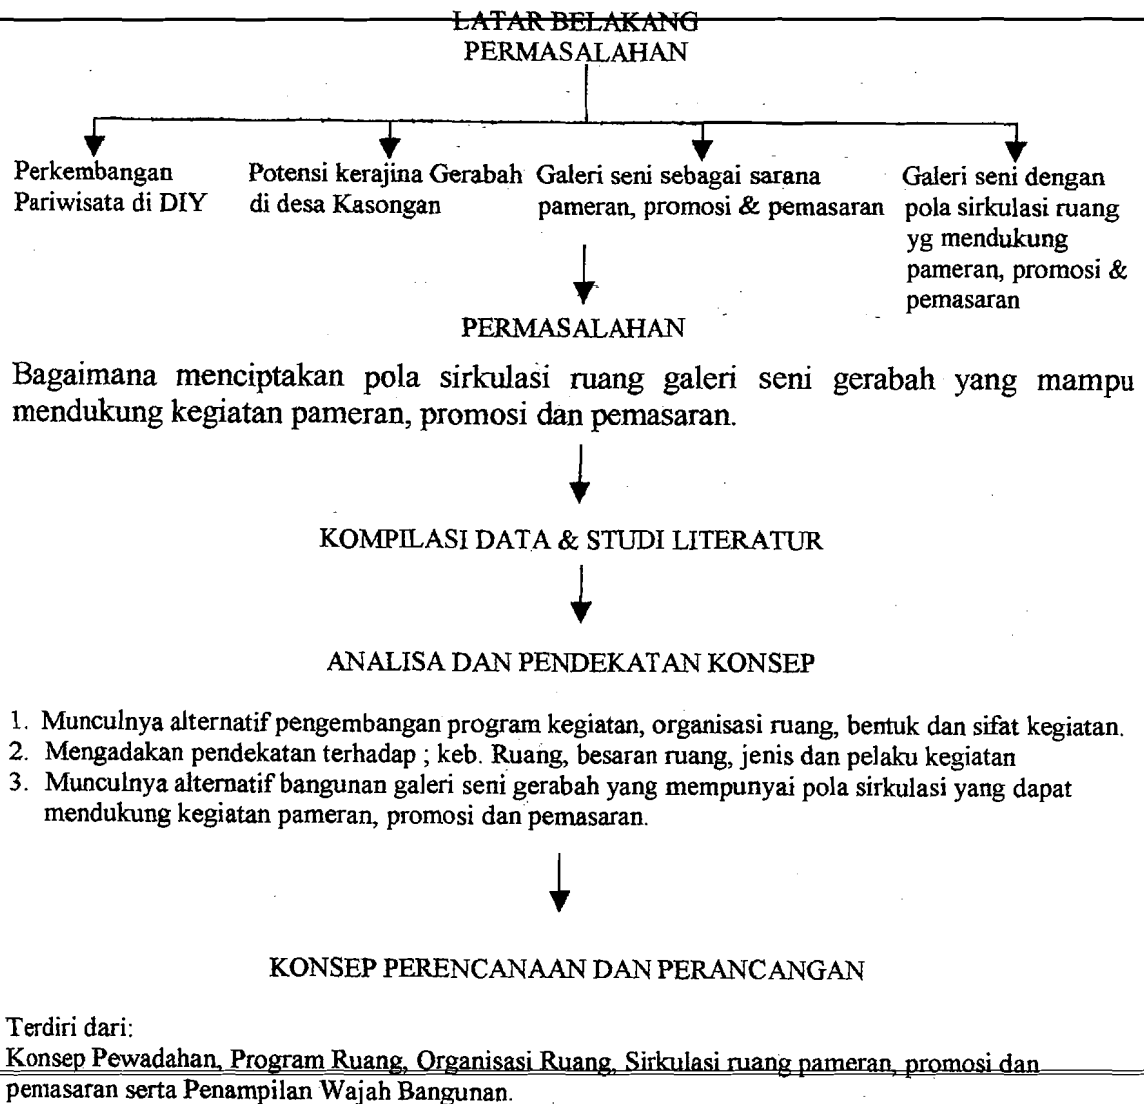 LATAR BELAKANG
PERMASALAHAN
Perkembangan
Pariwisata di DIY
Potensi kerajina Gerabah
di desa Kasongan
Galeri seni sebagai sarana
pameran, promosi & pemasaran
Galeri seni dengan
pola sirkulasi ruang
yg mendukung
pameran, promosi &
pemasaran
PERMASALAHAN
Bagaimana menciptakan pola sirkulasi ruang galeri seni gerabah yang mampu
mendukung kegiatan pameran, promosi dan pemasaran.
KOMPILASI DATA & STUDI LITERATUR
ANALISA DAN PENDEKATAN KONSEP
1. Munculnya alternatif pengembangan program kegiatan, organisasi ruang, bentuk dan sifat kegiatan.
2. Mengadakan pendekatan terhadap ; keb. Ruang, besaran ruang, jenis dan pelaku kegiatan
3. Munculnya alternatif bangunan galeri seni gerabah yang mempunyai pola sirkulasi yang dapat
mendukung kegiatan pameran, promosi dan pemasaran.
KONSEP PERENCANAAN DAN PERANCANGAN
Terdiri dari:
Konsep Pewadahan, Program Ruang, Organisasi Ruang, Sirkulasi ruang pameran, promosi dan
pemasaran serta Penampilan Wajah Bangunan.